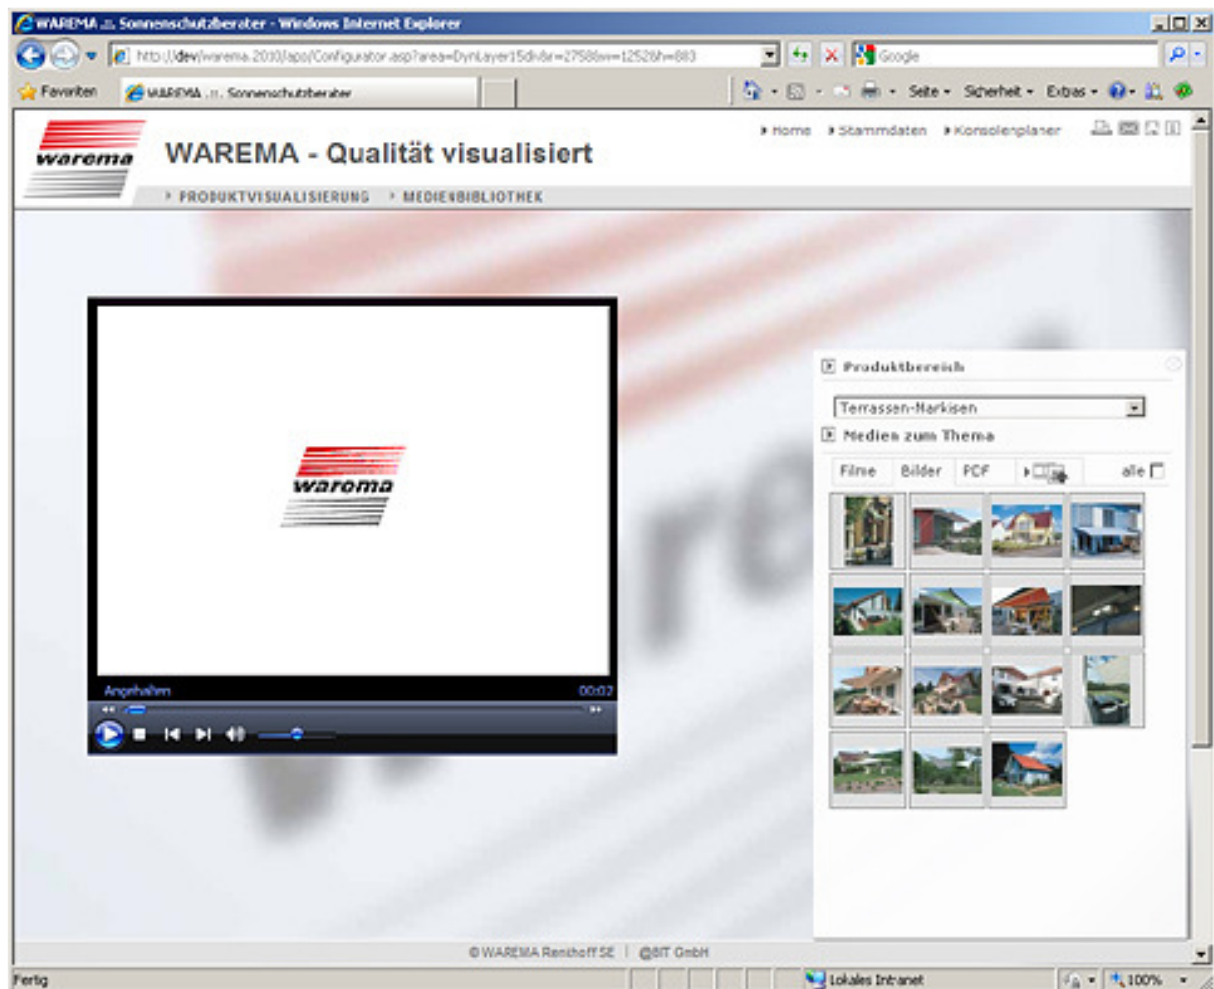 WAREMA .::. Sonnenschutzberater - Windows Internet Explorer
Google
Favoriten
WAREMA .::. Sonnenschutzberater
Seite
Sicherheit
Extras
warema
WAREMA - Qualität visualisiert
Home
Stammdaten
Konsolenplaner
PRODUKTVISUALISIERUNG
MEDIENBIBLIOTHEK
warema
Angehalten
00:02
Produktbereich
Terrassen-Markisen
Medien zum Thema
Filme
Bilder
PDF
alle
© WAREMA Renkhoff SE | @BIT GmbH
Fertig
Lokales Intranet
100%